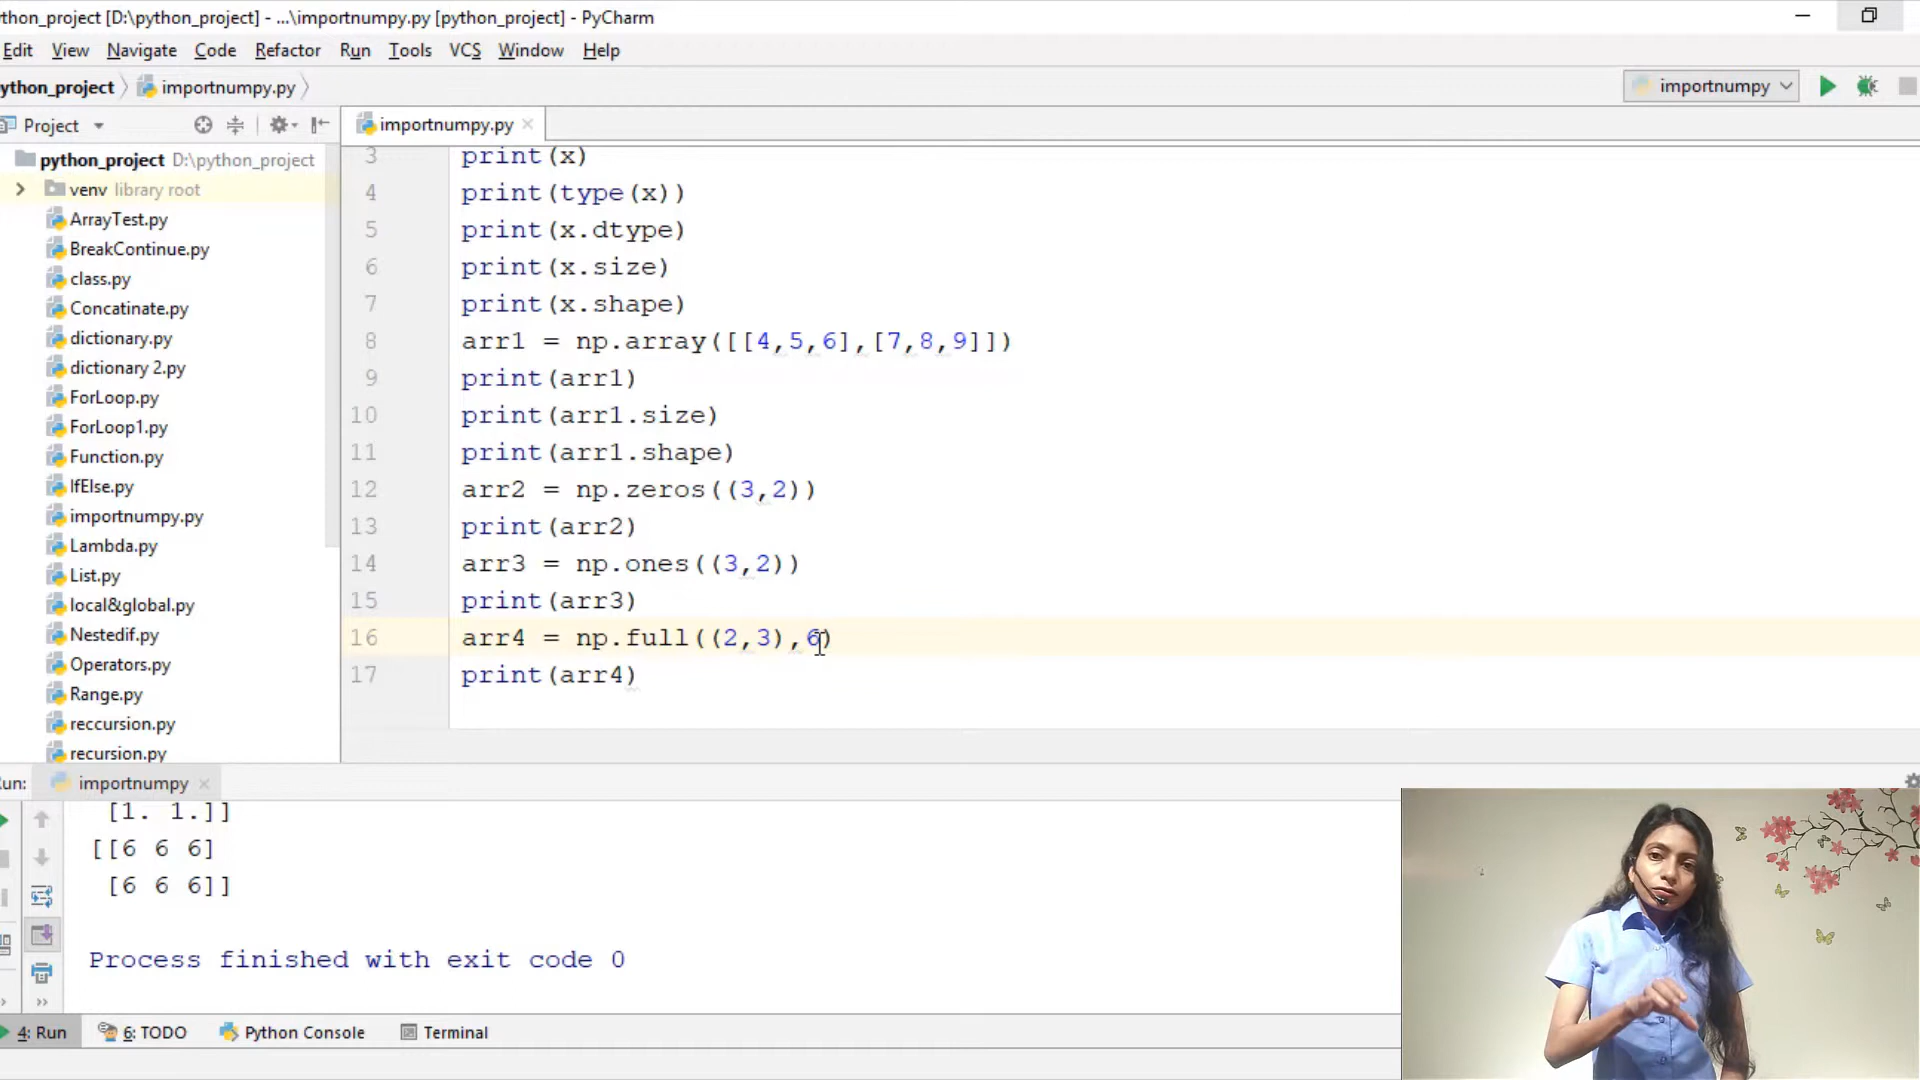 ython_project [D:\python_project] - ...\importnumpy.py [python_project] - PyCharm
Edit View Navigate Code Refactor Run Tools VCS Window Help
ython_project importnumpy.py
importnumpy
Project
importnumpy.py
python_project D:\python_project
venv library root
ArrayTest.py
BreakContinue.py
class.py
Concatinate.py
dictionary.py
dictionary 2.py
ForLoop.py
ForLoop1.py
Function.py
IfElse.py
importnumpy.py
Lambda.py
List.py
local&global.py
Nestedif.py
Operators.py
Range.py
reccursion.py
recursion.py
3 print(x)
4 print(type(x))
5 print(x.dtype)
6 print(x.size)
7 print(x.shape)
8 arr1 = np.array([[4,5,6],[7,8,9]])
9 print(arr1)
10 print(arr1.size)
11 print(arr1.shape)
12 arr2 = np.zeros((3,2))
13 print(arr2)
14 arr3 = np.ones((3,2))
15 print(arr3)
16 arr4 = np.full((2,3),6)
17 print(arr4)
un: importnumpy
[1. 1.]]
[[6 6 6]
[6 6 6]]
Process finished with exit code 0
4: Run 6: TODO Python Console Terminal